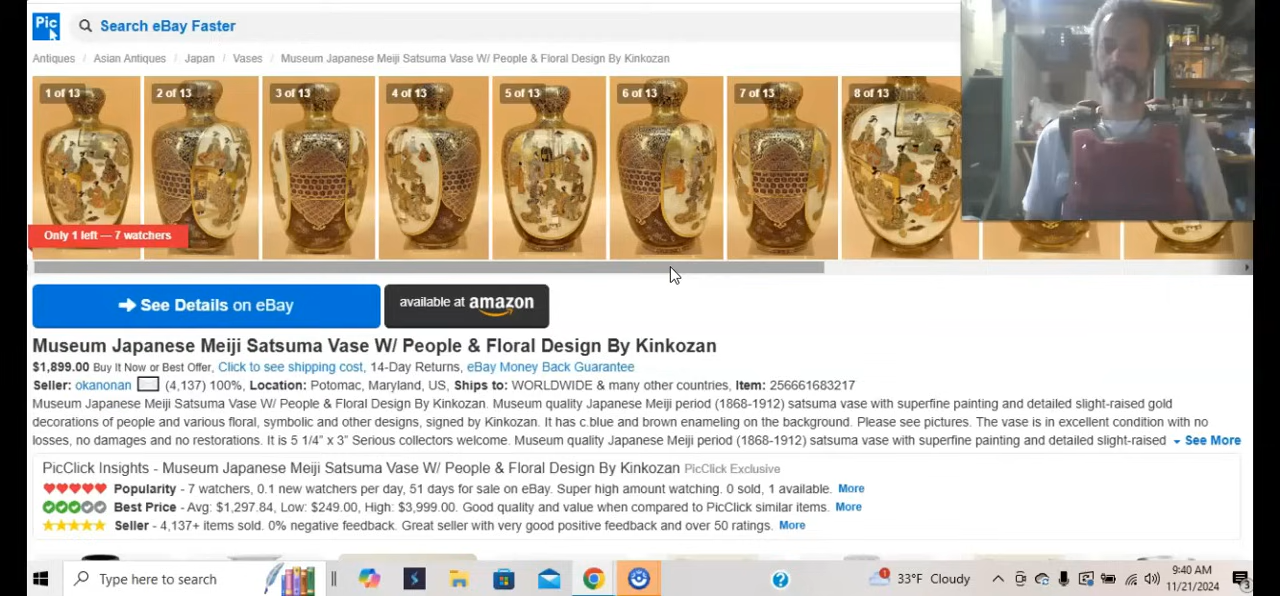 Pic
Search eBay Faster
Antiques / Asian Antiques / Japan / Vases / Museum Japanese Meiji Satsuma Vase W/ People & Floral Design By Kinkozan
1 of 13
2 of 13
3 of 13
4 of 13
5 of 13
6 of 13
7 of 13
8 of 13
Only 1 left — 7 watchers
See Details on eBay
available at amazon
Museum Japanese Meiji Satsuma Vase W/ People & Floral Design By Kinkozan
$1,899.00 Buy It Now or Best Offer, Click to see shipping cost, 14-Day Returns, eBay Money Back Guarantee
Seller: okanonan (4,137) 100%, Location: Potomac, Maryland, US, Ships to: WORLDWIDE & many other countries, Item: 256661683217
Museum Japanese Meiji Satsuma Vase W/ People & Floral Design By Kinkozan. Museum quality Japanese Meiji period (1868-1912) satsuma vase with superfine painting and detailed slight-raised gold
decorations of people and various floral, symbolic and other designs, signed by Kinkozan. It has c.blue and brown enameling on the background. Please see pictures. The vase is in excellent condition with no
losses, no damages and no restorations. It is 5 1/4" x 3" Serious collectors welcome. Museum quality Japanese Meiji period (1868-1912) satsuma vase with superfine painting and detailed slight-raised See More
PicClick Insights - Museum Japanese Meiji Satsuma Vase W/ People & Floral Design By Kinkozan PicClick Exclusive
Popularity - 7 watchers, 0.1 new watchers per day, 51 days for sale on eBay. Super high amount watching. 0 sold, 1 available. More
Best Price - Avg: $1,297.84, Low: $249.00, High: $3,999.00. Good quality and value when compared to PicClick similar items. More
Seller - 4,137+ items sold. 0% negative feedback. Great seller with very good positive feedback and over 50 ratings. More
Type here to search
33°F Cloudy
9:40 AM
11/21/2024